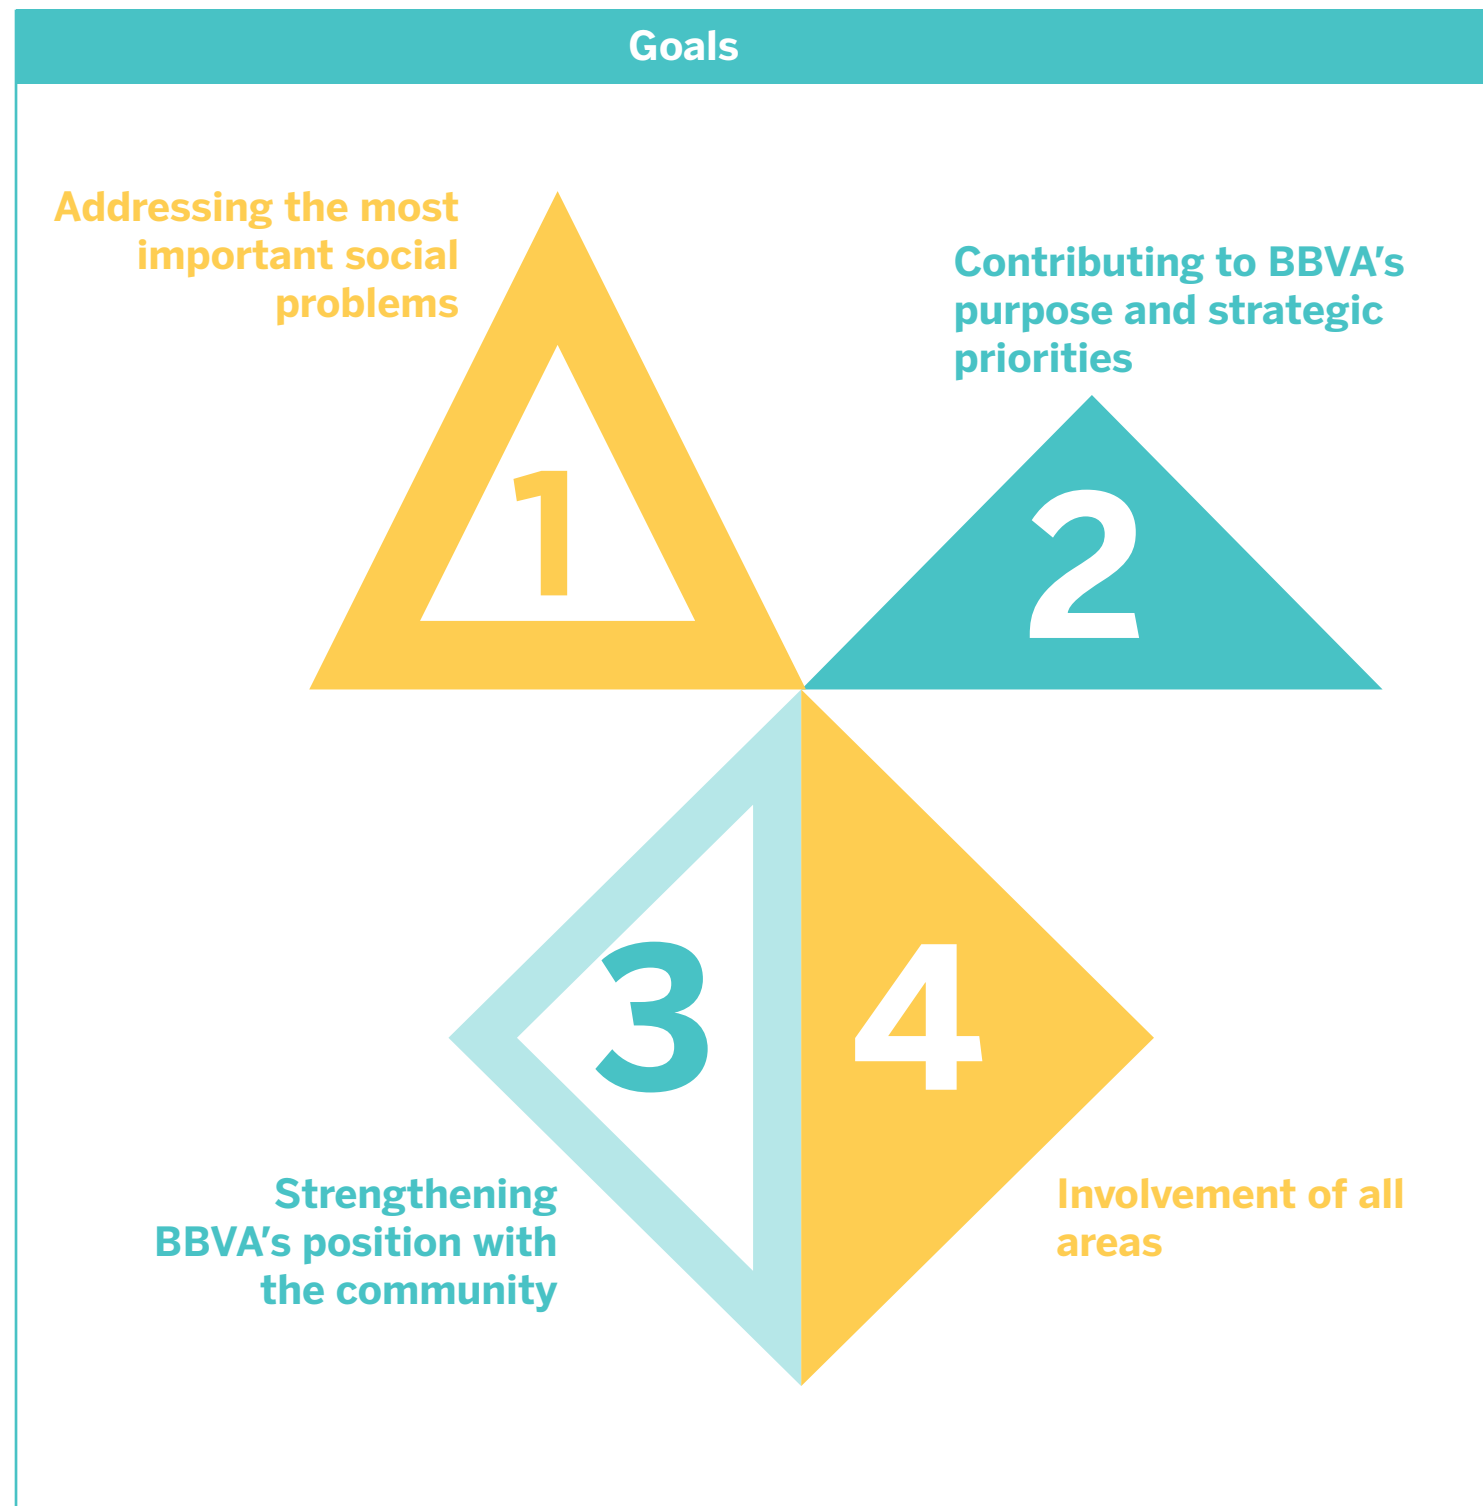 Goals
Addressing the most
important social
problems
1
Contributing to BBVA’s
purpose and strategic
priorities
2
3
Strengthening
BBVA’s position with
the community
4
Involvement of all
areas